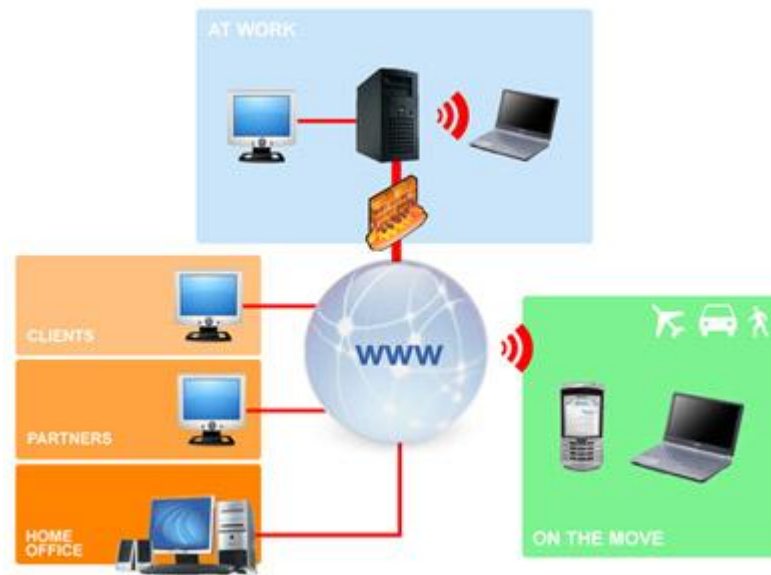 AT WORK
CLIENTS
www
PARTNERS
HOME
OFFICE
ON THE MOVE